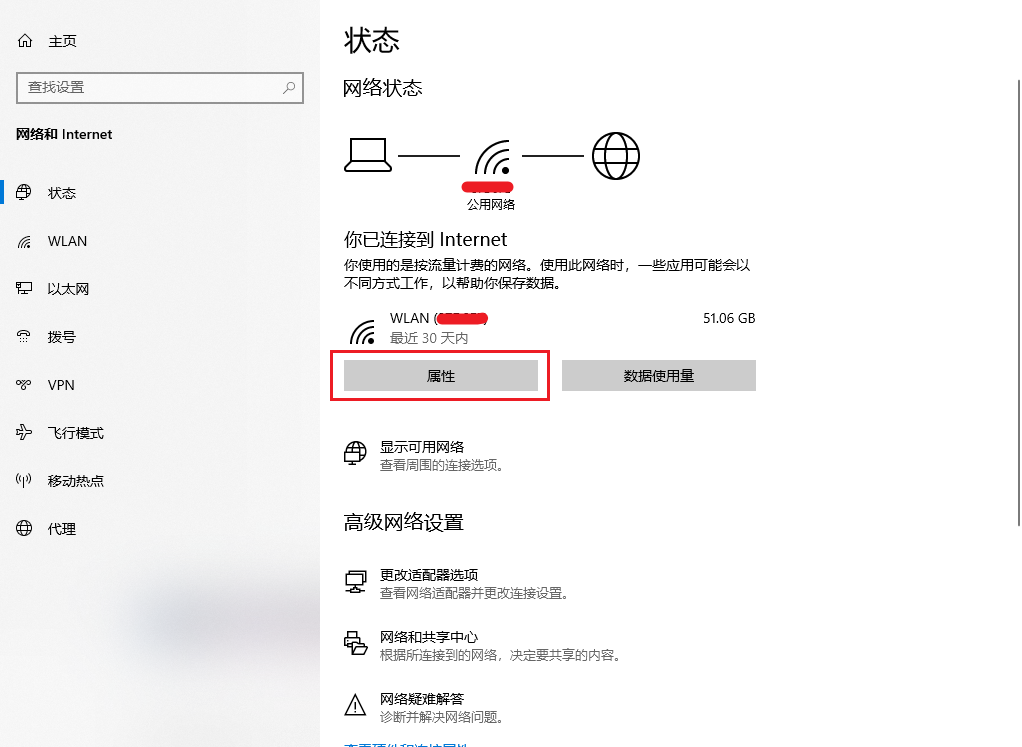 主页
查找设置
网络和 Internet
状态
WLAN
以太网
拨号
VPN
飞行模式
移动热点
代理
状态
网络状态
公用网络
你已连接到 Internet
你使用的是按流量计费的网络。使用此网络时，一些应用可能会以
不同方式工作，以帮助你保存数据。
WLAN (
51.06 GB
最近 30 天内
属性
数据使用量
显示可用网络
查看周围的连接选项。
高级网络设置
更改适配器选项
查看网络适配器并更改连接设置。
网络和共享中心
根据所连接到的网络，决定要共享的内容。
网络疑难解答
诊断并解决网络问题。